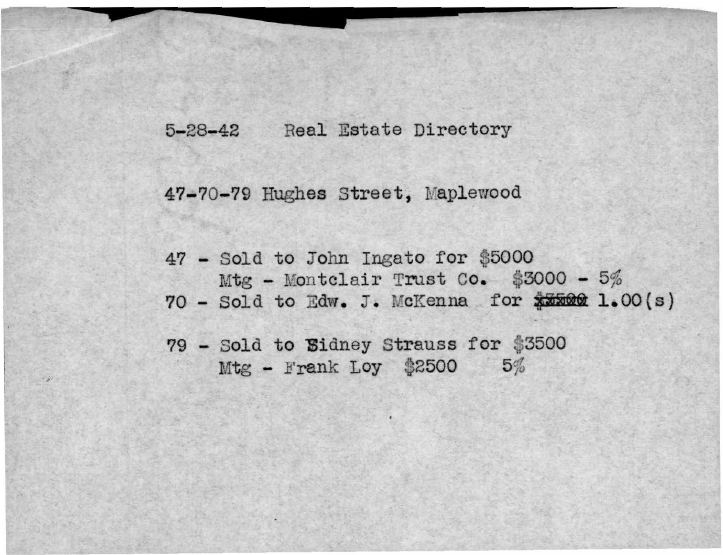 5-28-42 Real Estate Directory
47-70-79 Hughes Street, Maplewood
47 - Sold to John Ingato for $5000
Mtg - Montclair Trust Co. $3000 - 5%
70 - Sold to Edw. J. McKenna for 1.00(s)
79 - Sold to Sidney Strauss for $3500
Mtg - Frank Loy $2500 5%